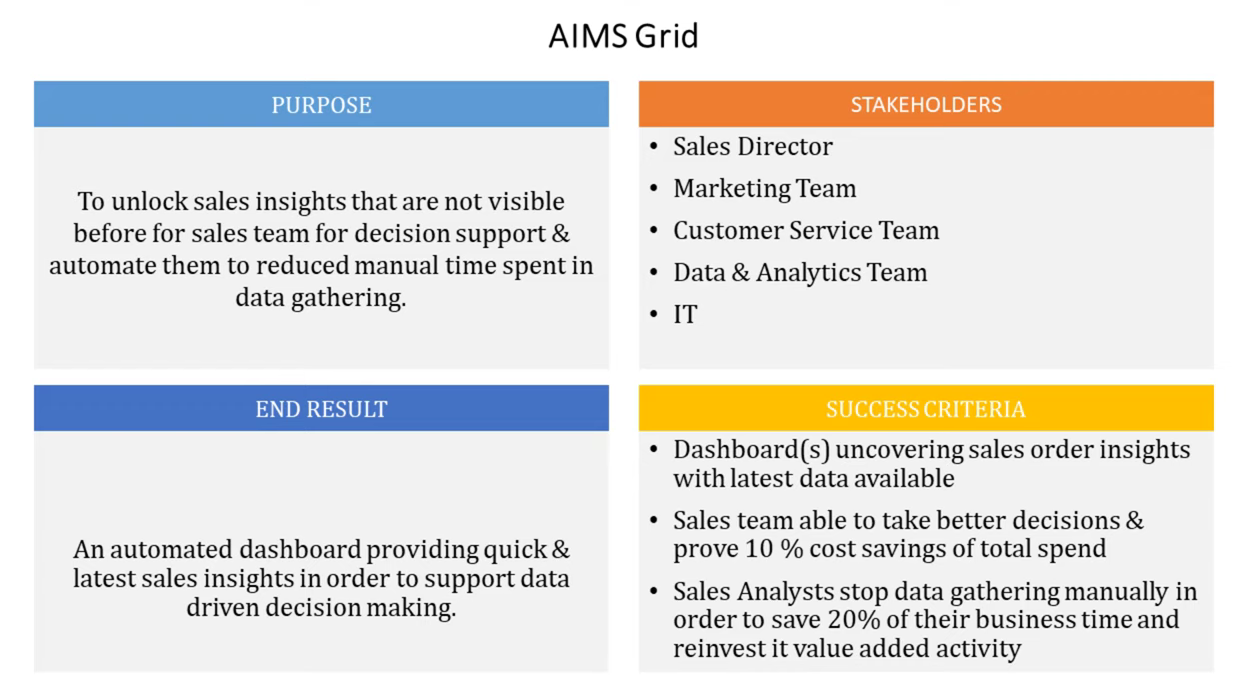 AIMS Grid
PURPOSE
To unlock sales insights that are not visible
before for sales team for decision support &
automate them to reduced manual time spent in
data gathering.
STAKEHOLDERS
• Sales Director
• Marketing Team
• Customer Service Team
• Data & Analytics Team
• IT
END RESULT
An automated dashboard providing quick &
latest sales insights in order to support data
driven decision making.
SUCCESS CRITERIA
• Dashboard(s) uncovering sales order insights
with latest data available
• Sales team able to take better decisions &
prove 10 % cost savings of total spend
• Sales Analysts stop data gathering manually in
order to save 20% of their business time and
reinvest it value added activity